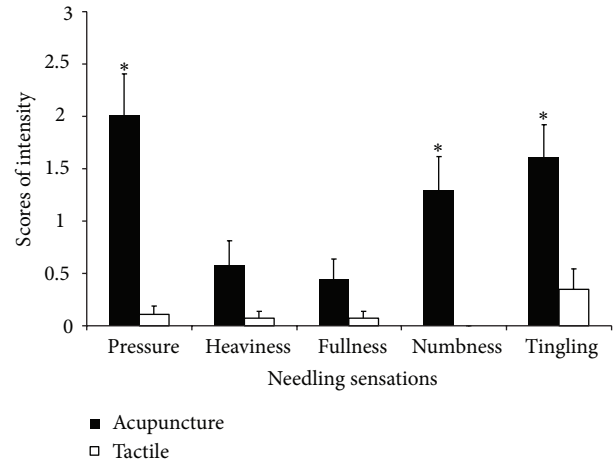 3
2.5
2
1.5
1
0.5
0
Scores of intensity
*
*
*
Pressure Heaviness Fullness Numbness Tingling
Needling sensations
Acupuncture
Tactile